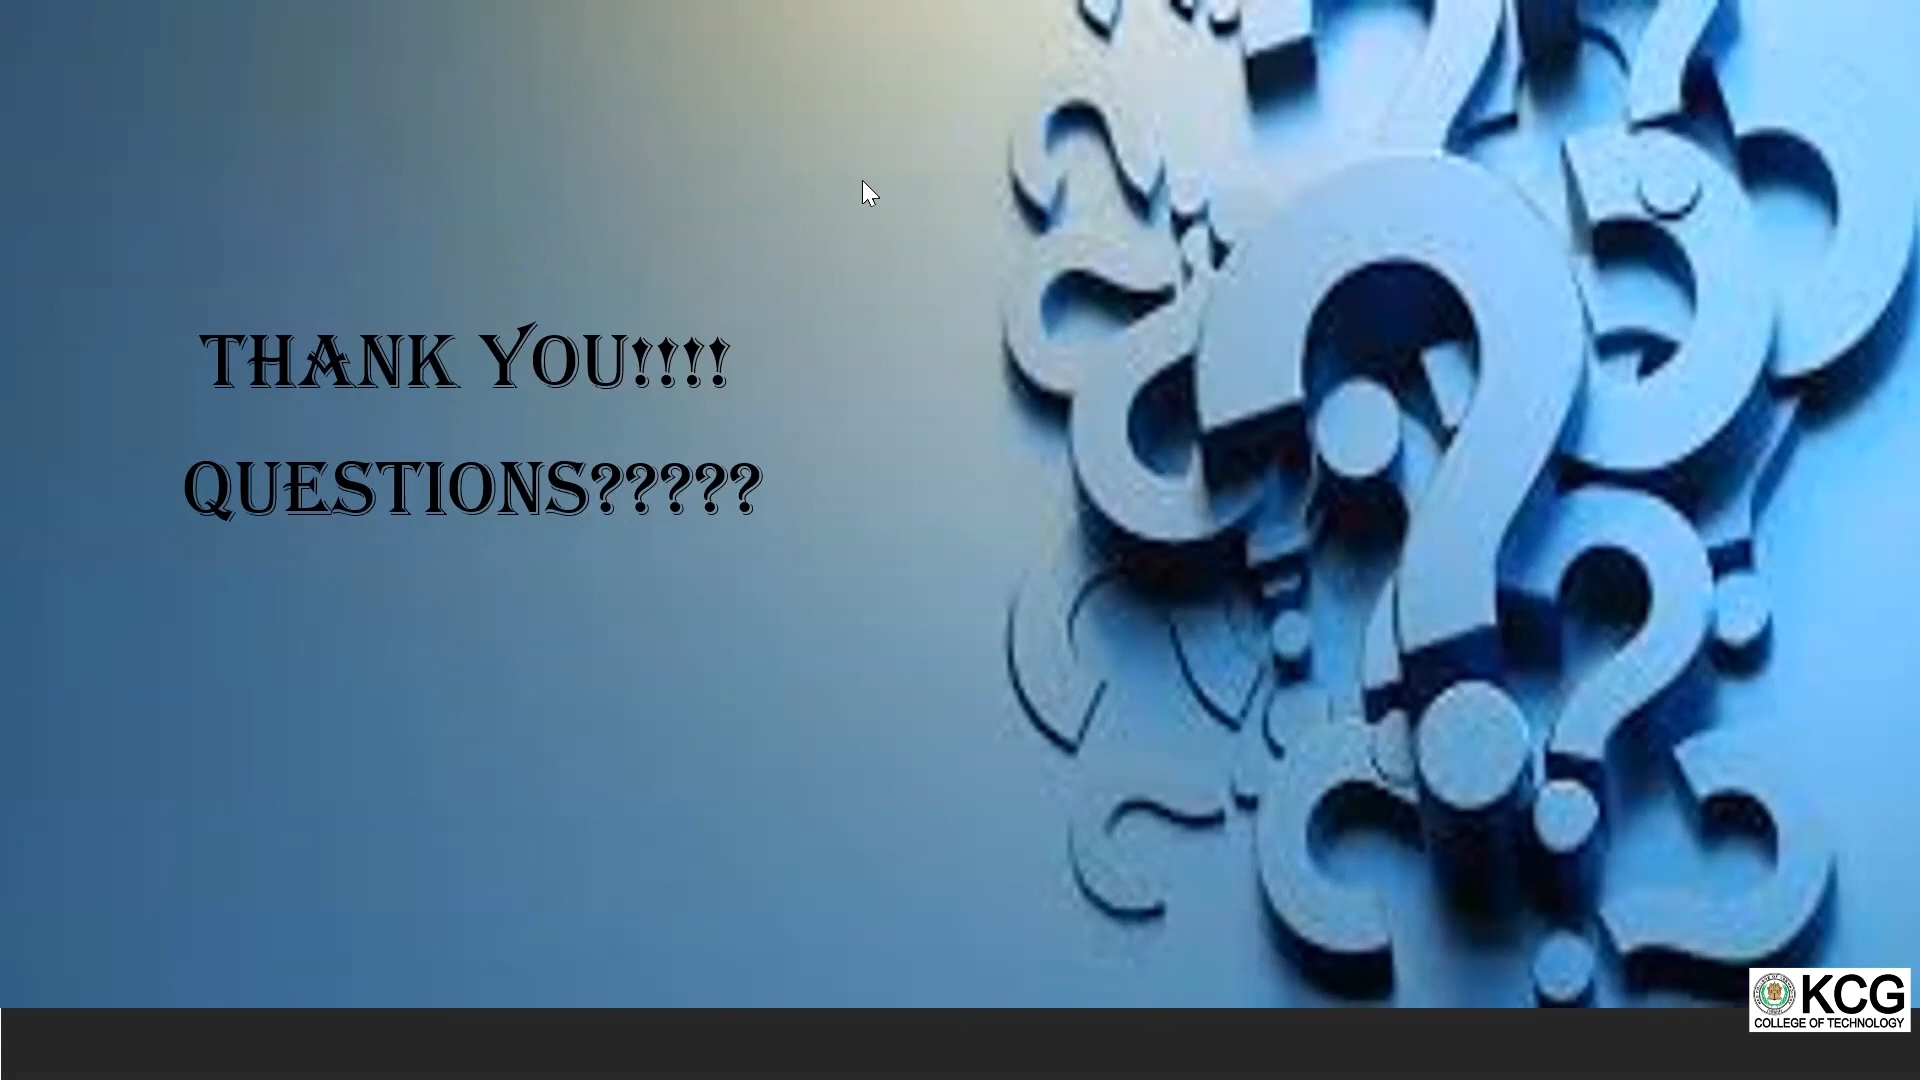 THANK YOU!!!!
QUESTIONS?????
KCG
COLLEGE OF TECHNOLOGY